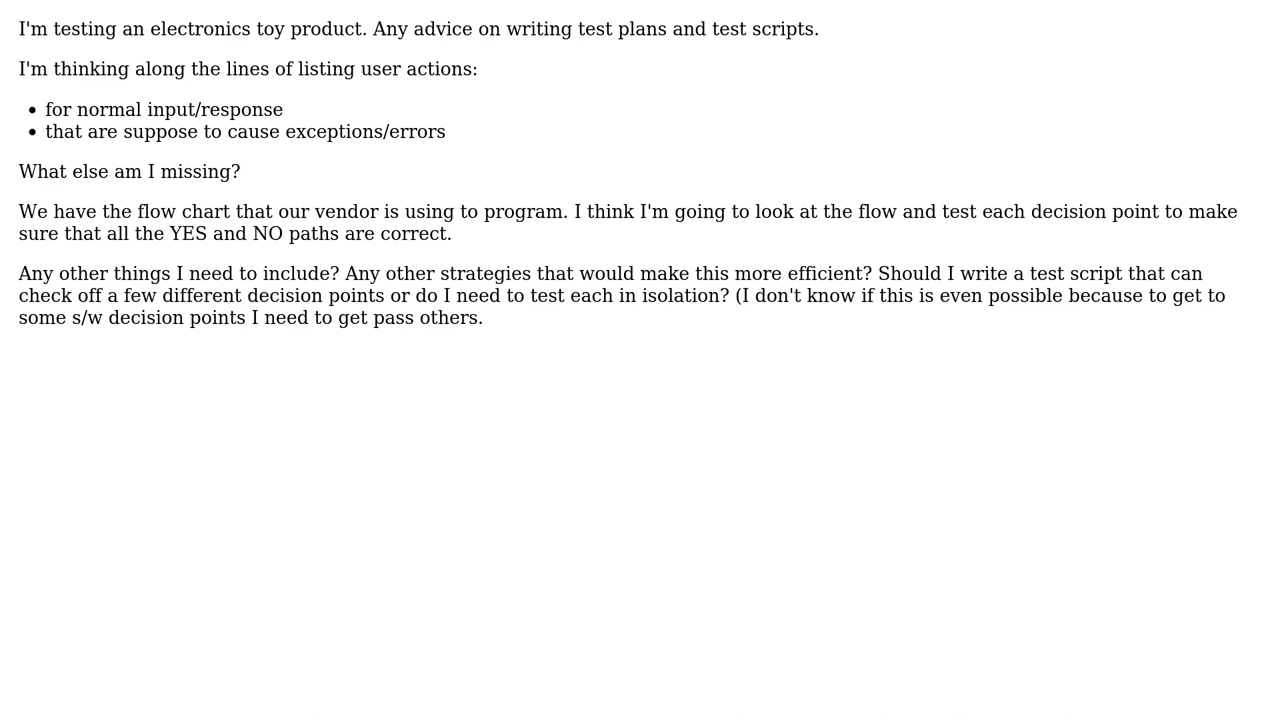 I'm testing an electronics toy product. Any advice on writing test plans and test scripts.
I'm thinking along the lines of listing user actions:
• for normal input/response
• that are suppose to cause exceptions/errors
What else am I missing?
We have the flow chart that our vendor is using to program. I think I'm going to look at the flow and test each decision point to make
sure that all the YES and NO paths are correct.
Any other things I need to include? Any other strategies that would make this more efficient? Should I write a test script that can
check off a few different decision points or do I need to test each in isolation? (I don't know if this is even possible because to get to
some s/w decision points I need to get pass others.